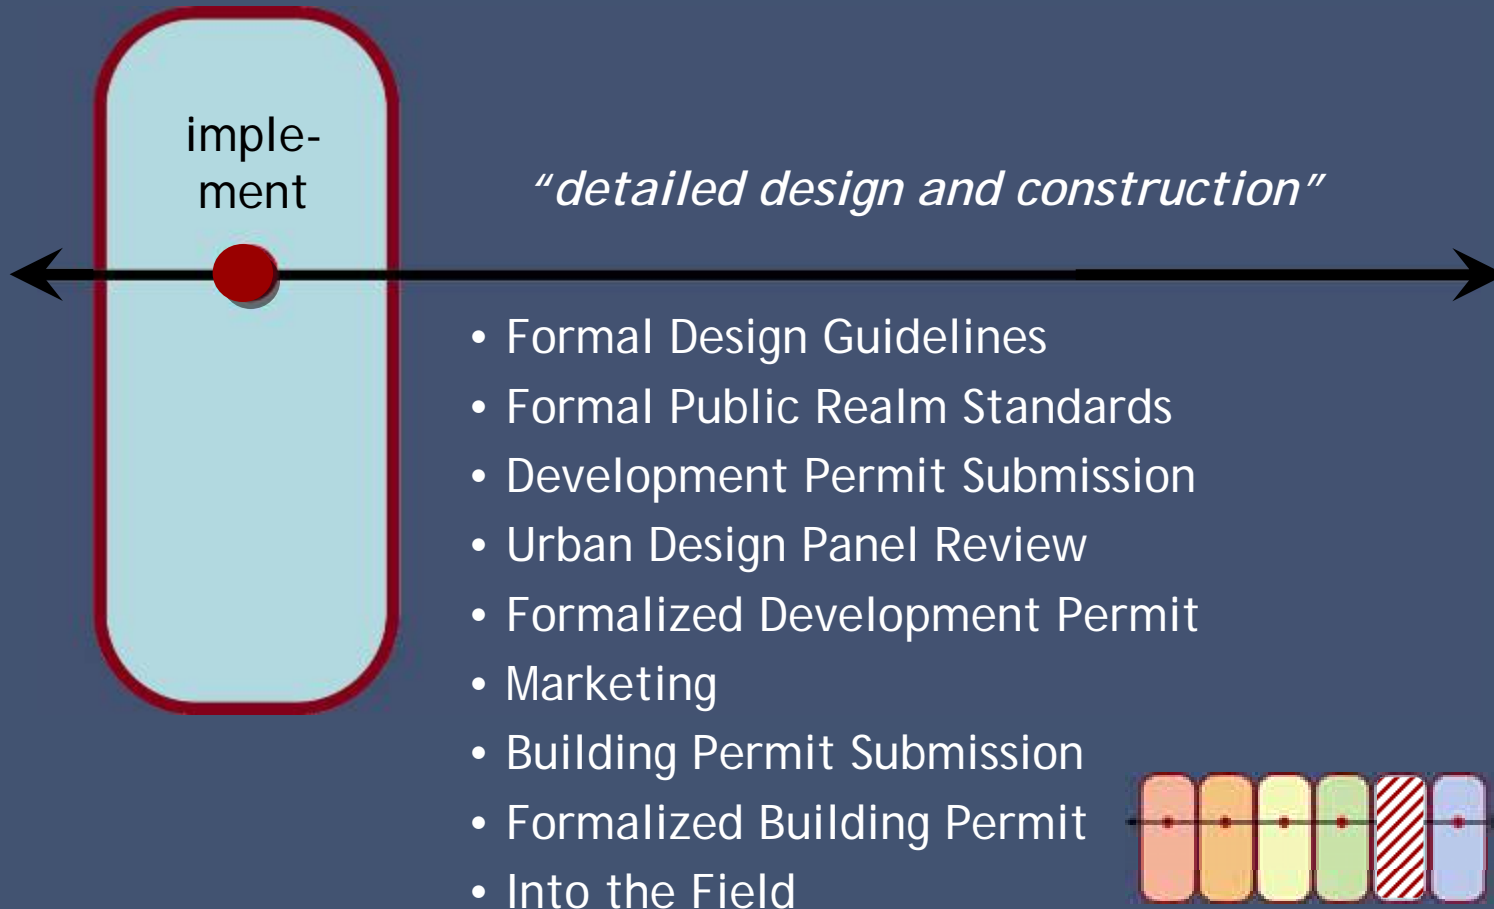 imple-
ment
“detailed design and construction”
• Formal Design Guidelines
• Formal Public Realm Standards
• Development Permit Submission
• Urban Design Panel Review
• Formalized Development Permit
• Marketing
• Building Permit Submission
• Formalized Building Permit
• Into the Field